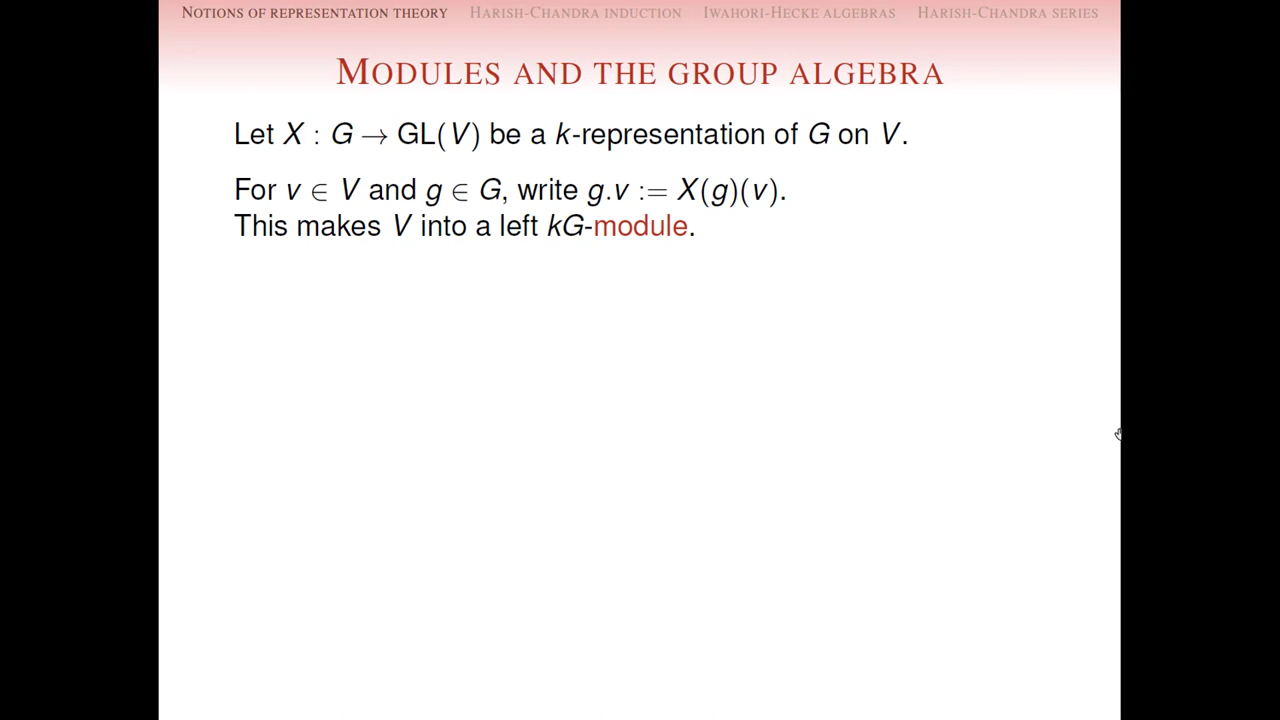 NOTIONS OF REPRESENTATION THEORY HARISH-CHANDRA INDUCTION IWAHORI-HECKE ALGEBRAS HARISH-CHANDRA SERIES
MODULES AND THE GROUP ALGEBRA
Let X : G → GL(V) be a k-representation of G on V.
For v ∈ V and g ∈ G, write g.v := X(g)(v).
This makes V into a left kG-module.